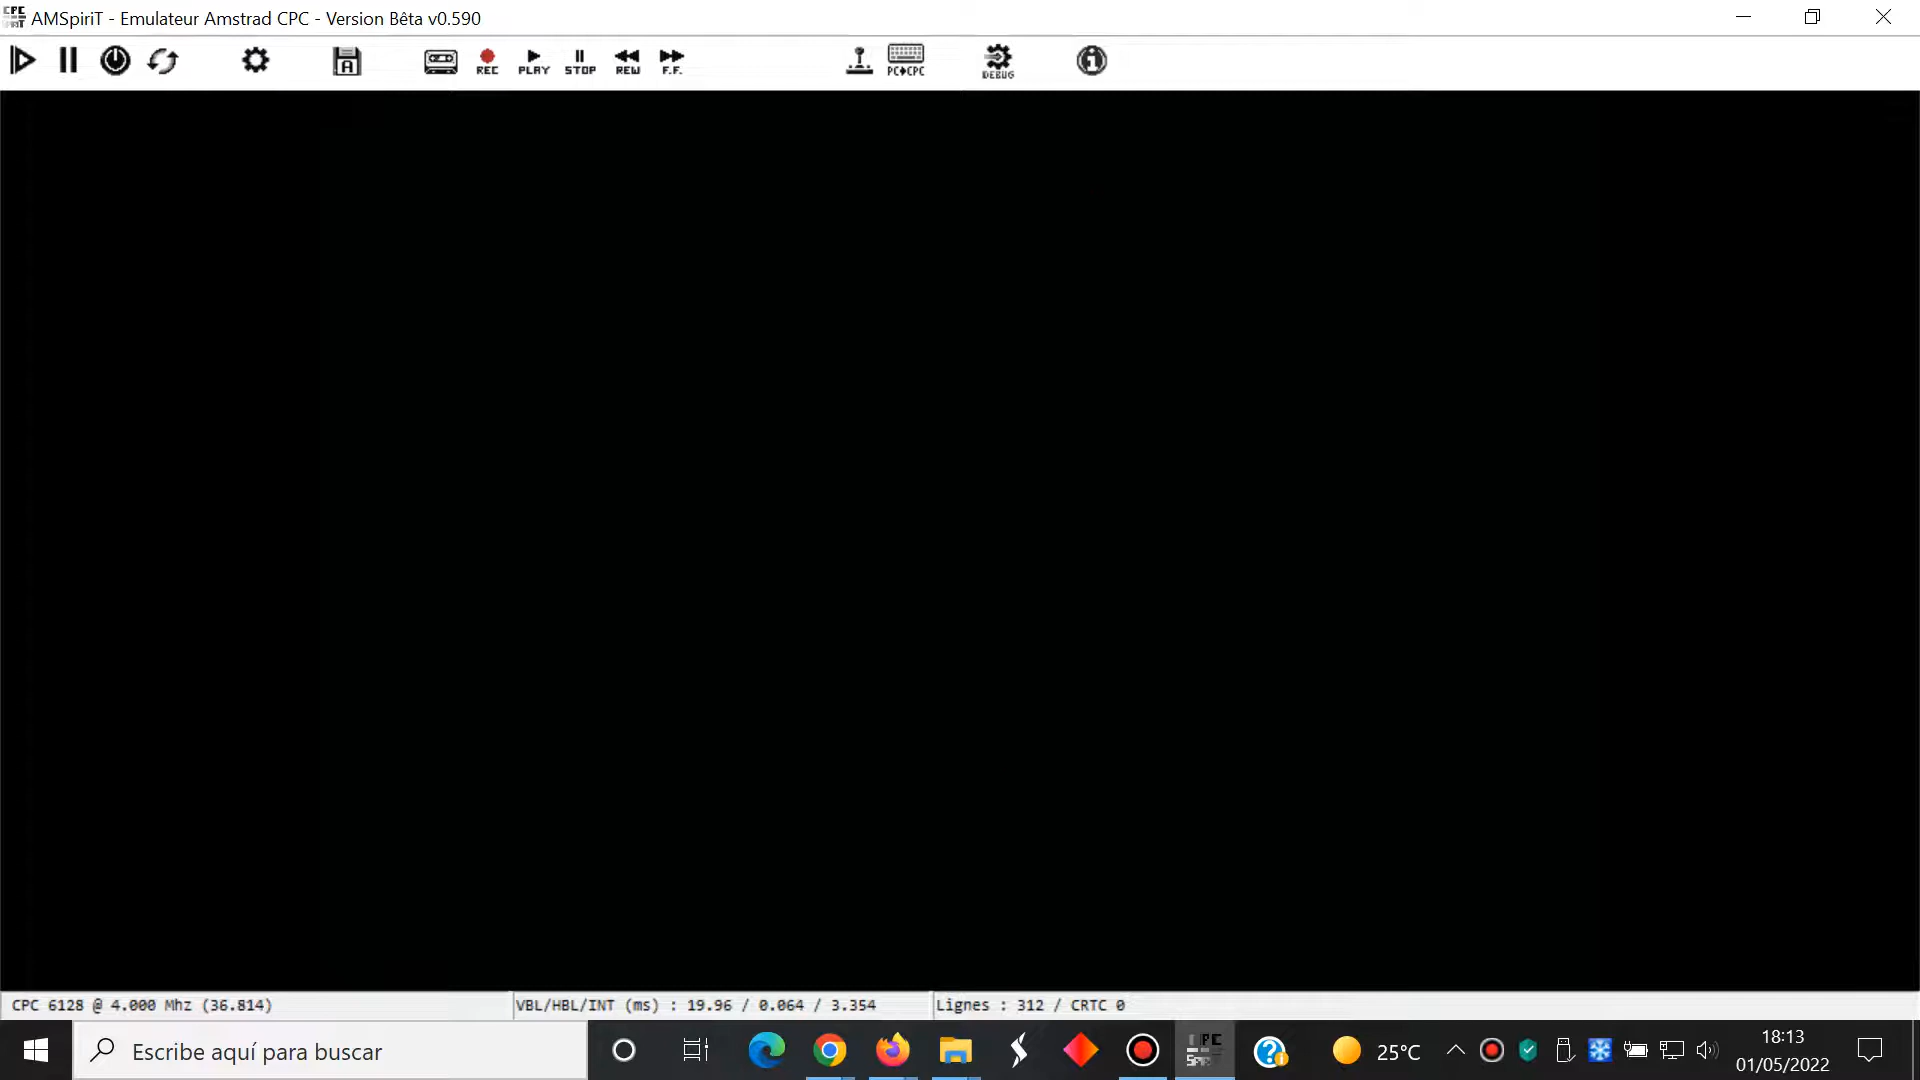 AMSpiriT - Emulateur Amstrad CPC - Version Bêta v0.590
REC PLAY STOP REW F.F. PC CPC DEBUG
CPC 6128 @ 4.000 Mhz (36.814) VBL/HBL/INT (ms) : 19.96 / 0.064 / 3.354 Lignes : 312 / CRTC 0
Escribe aquí para buscar 25°C 18:13
01/05/2022